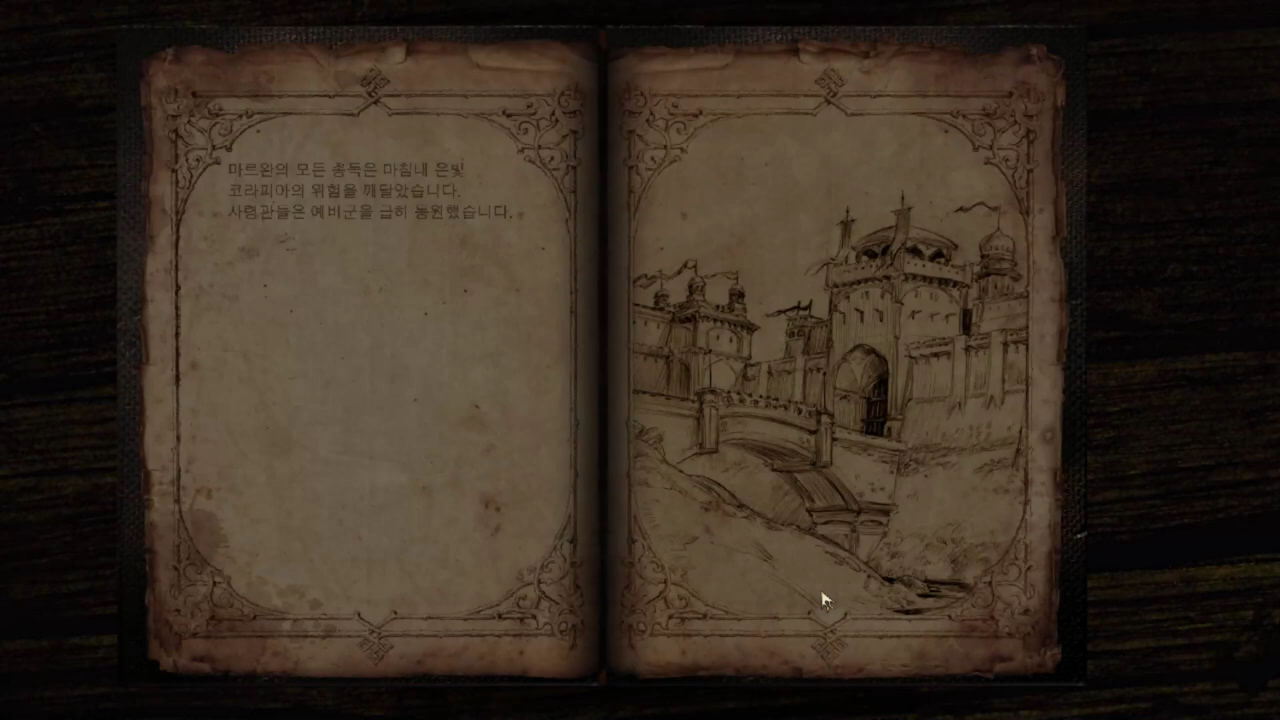 마르완의 모든 총독은 마침내 은빛
코라피아의 위험을 깨달았습니다.
사령관들은 예비군을 급히 동원했습니다.